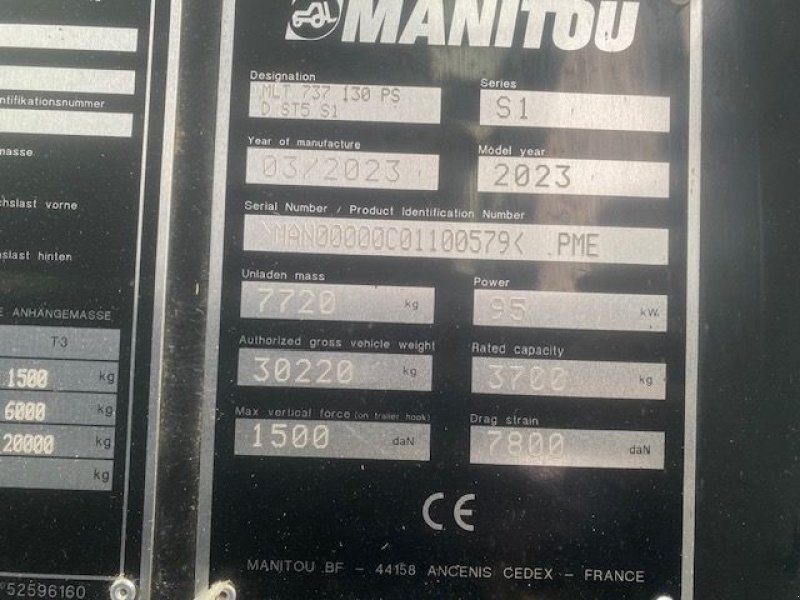 MANITOU
Designation
MLT 737 130 PS
D ST5 S1
Series
S1
Year of manufacture
03/2023
Model year
2023
Serial Number / Product Identification Number
>MAN00000C01100579< PME
Unladen mass
7720 kg
Power
95 kW
Authorized gross vehicle weight
30220 kg
Rated capacity
3700 kg
Max vertical force (on trailer hook)
1500 daN
Drag strain
7800 daN
CE
MANITOU BF - 44158 ANCENIS CEDEX - FRANCE
ntifikationsnummer
masse
chslast vorne
hslast hinten
E ANHÄNGEMASSE
T3
1500 kg
6000 kg
20000 kg
kg
°52596160